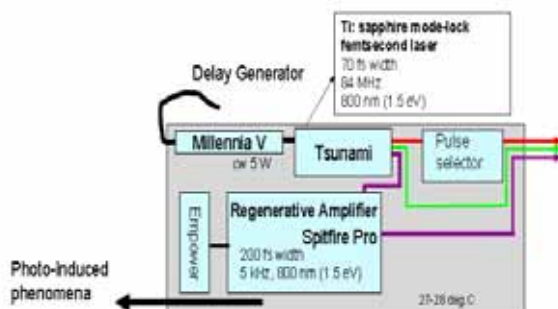 Ti: sapphire mode-lock
femtsecond laser
70 fs width
84 MHz
800 nm (1.5 eV)
Delay Generator
Millennia V
cw 5 W
Tsunami
Pulse
selector
Empower
Regenerative Amplifier
Spitfire Pro
200 fs width
5 kHz, 800 nm (1.5 eV)
Photo-induced
phenomena
27-28 deg.C